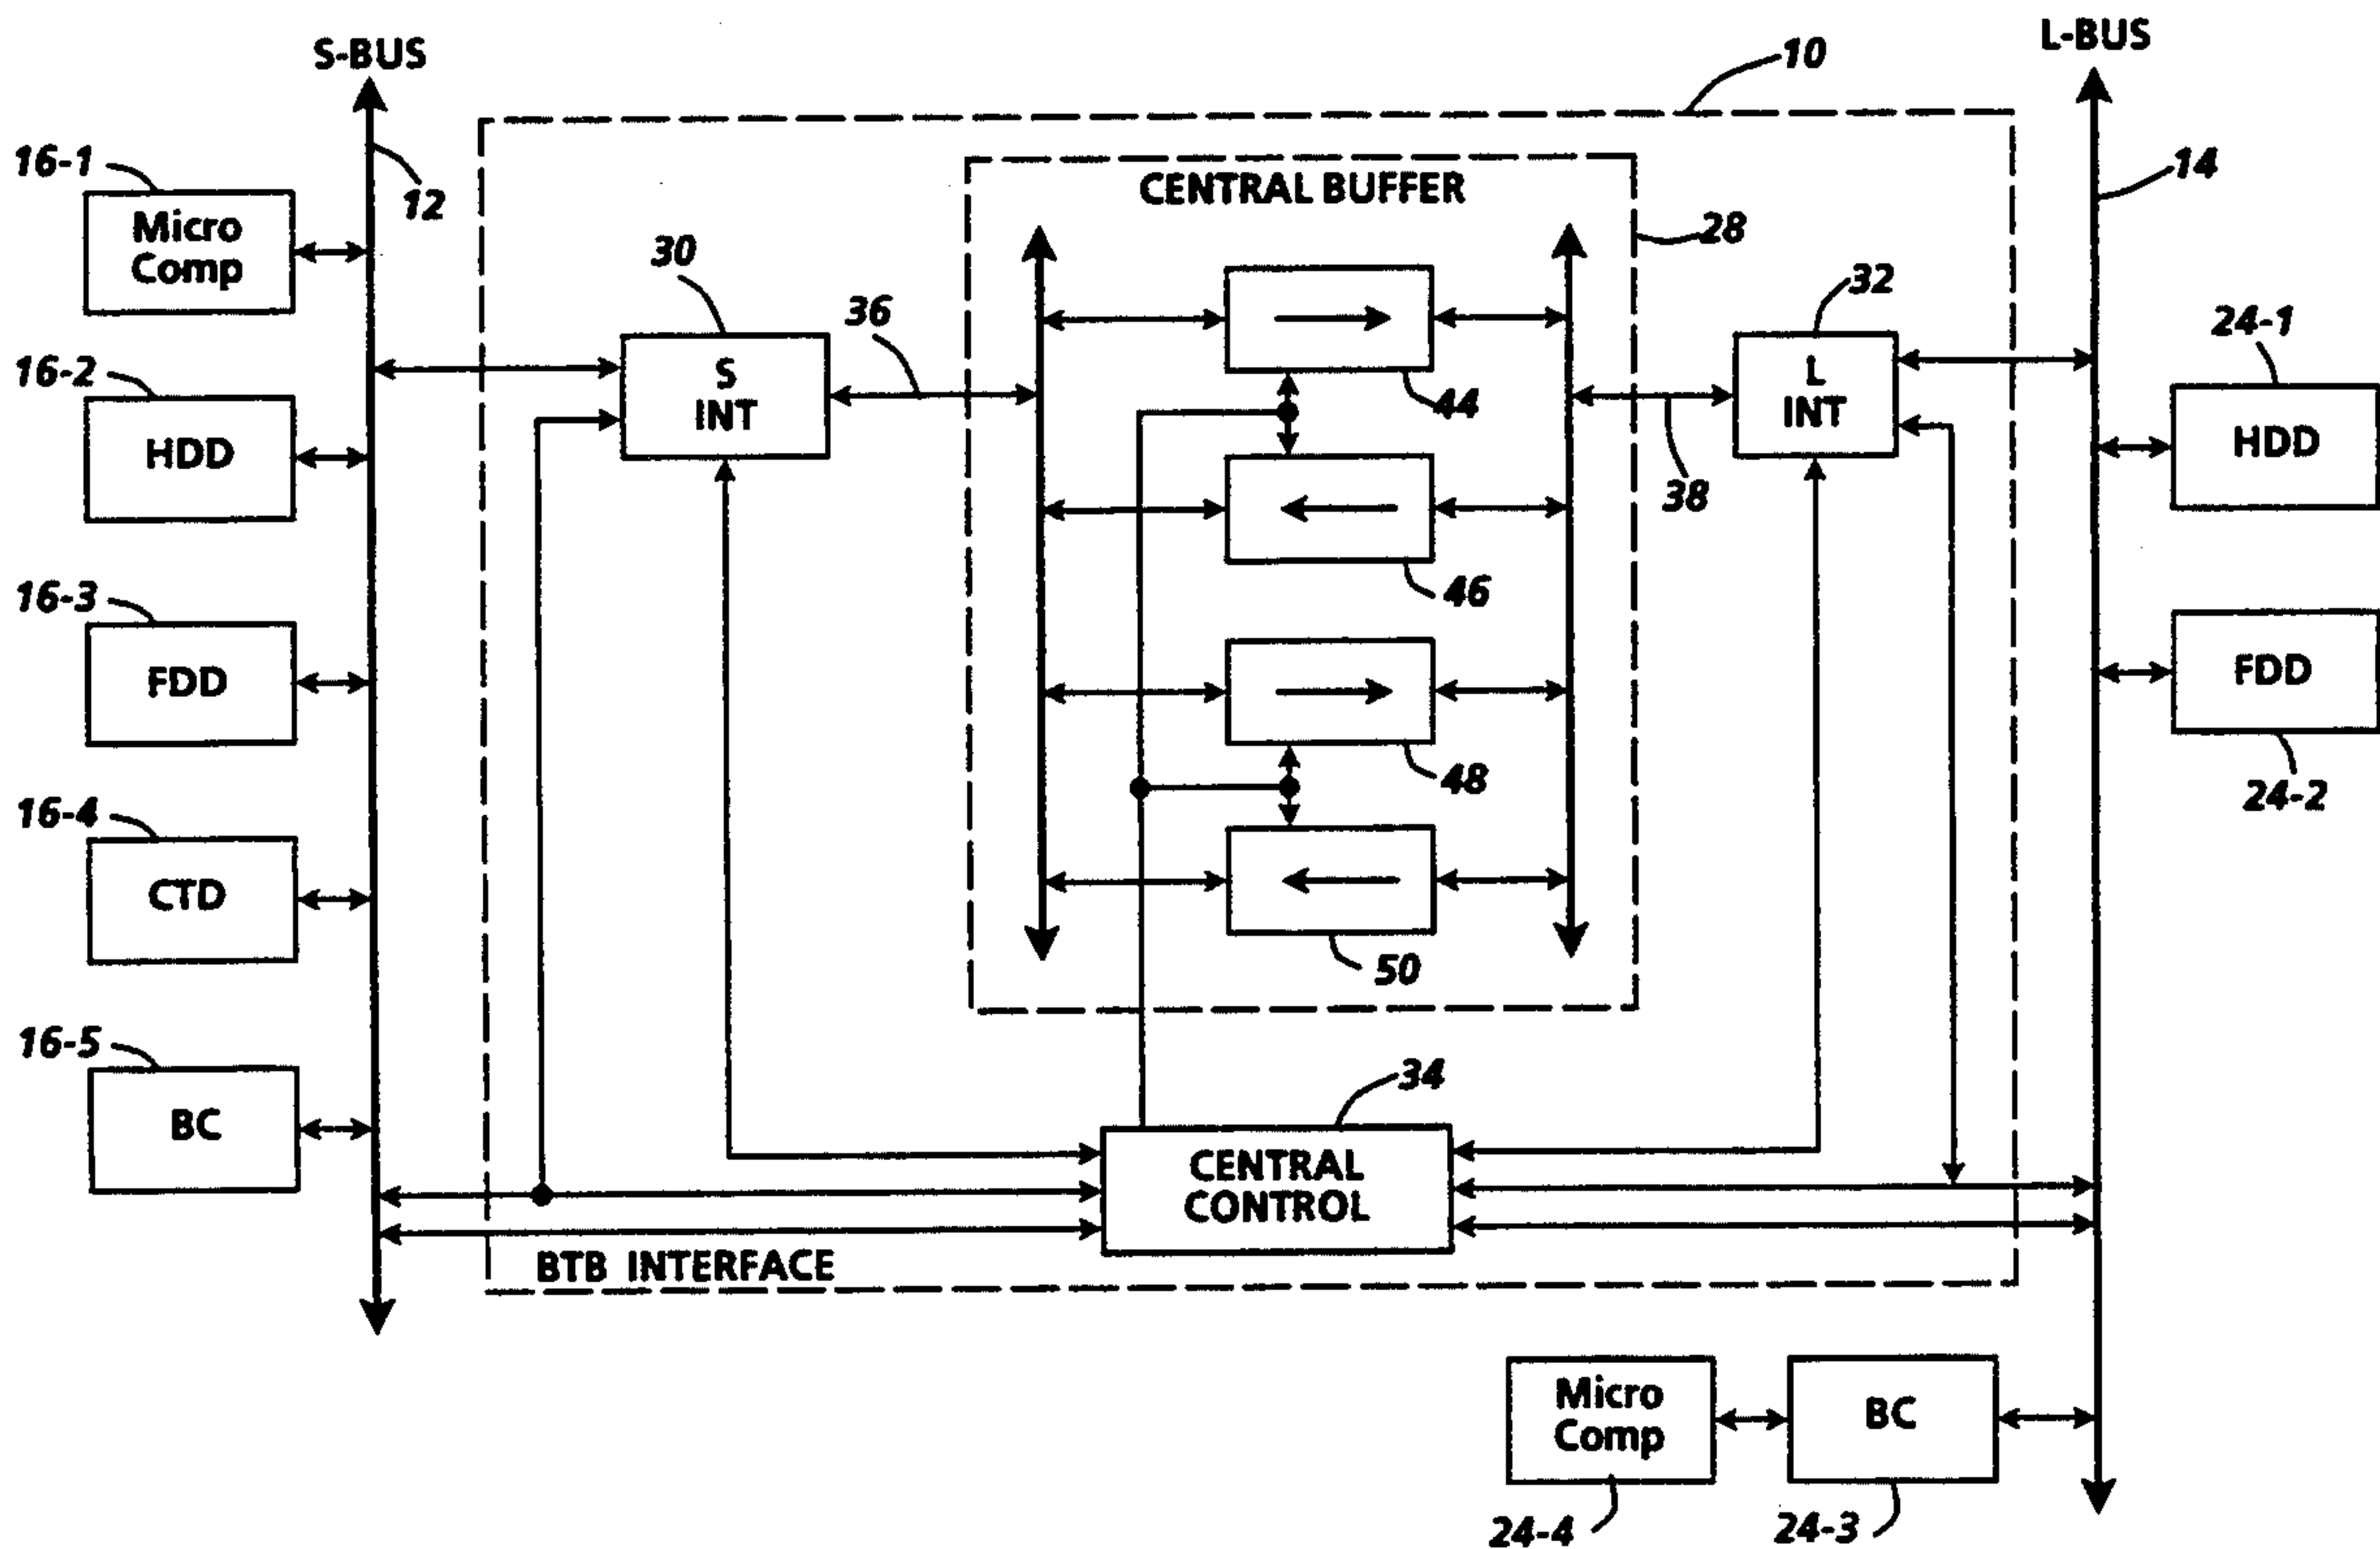 S-BUS
L-BUS
10
16-1
12
14
Micro
Comp
CENTRAL BUFFER
28
30
36
32
24-1
16-2
HDD
S
INT
44
L
INT
38
HDD
46
16-3
FDD
FDD
24-2
48
16-4
CTD
50
16-5
BC
34
CENTRAL
CONTROL
BTB INTERFACE
Micro
Comp
BC
24-4
24-3